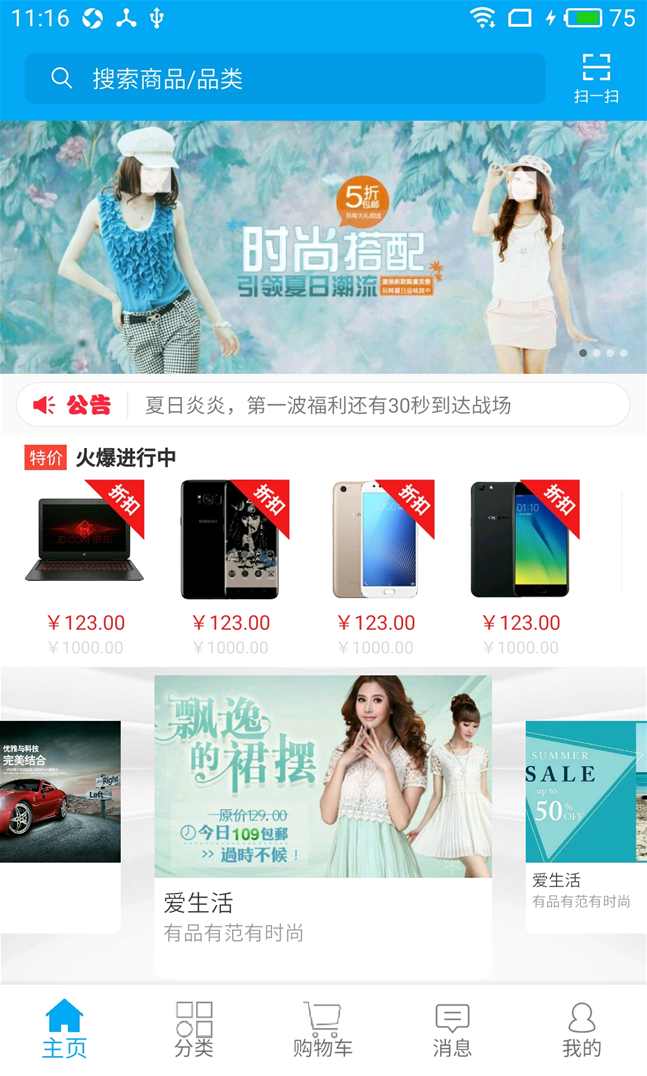 11:16
75
搜索商品/品类
扫一扫
5折
包邮
时尚搭配
引领夏日潮流
公告
夏日炎炎，第一波福利还有30秒到达战场
特价 火爆进行中
折扣 折扣 折扣 折扣
￥123.00 ￥123.00 ￥123.00 ￥123.00
￥1000.00 ￥1000.00 ￥1000.00 ￥1000.00
优雅与科技
完美结合
Right
Left
飘逸
的裙摆
原价129.00
今日109包邮
>> 過時不候！
SUMMER
SALE
up to
50%
OFF
爱生活
有品有范有时尚
爱生活
有品有范有时尚
主页 分类 购物车 消息 我的